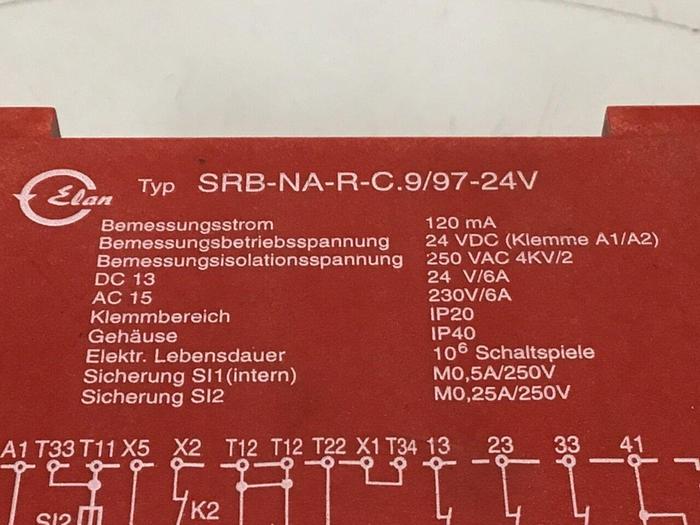 Elan Typ SRB-NA-R-C.9/97-24V
Bemessungsstrom 120 mA
Bemessungsbetriebsspannung 24 VDC (Klemme A1/A2)
Bemessungsisolationsspannung 250 VAC 4KV/2
DC 13 24 V/6A
AC 15 230V/6A
Klemmbereich IP20
Gehäuse IP40
Elektr. Lebensdauer 10⁶ Schaltspiele
Sicherung SI1(intern) M0,5A/250V
Sicherung SI2 M0,25A/250V
A1 T33 T11 X5 X2 T12 T12 T22 X1 T34 13 23 33 41
SI2 K2